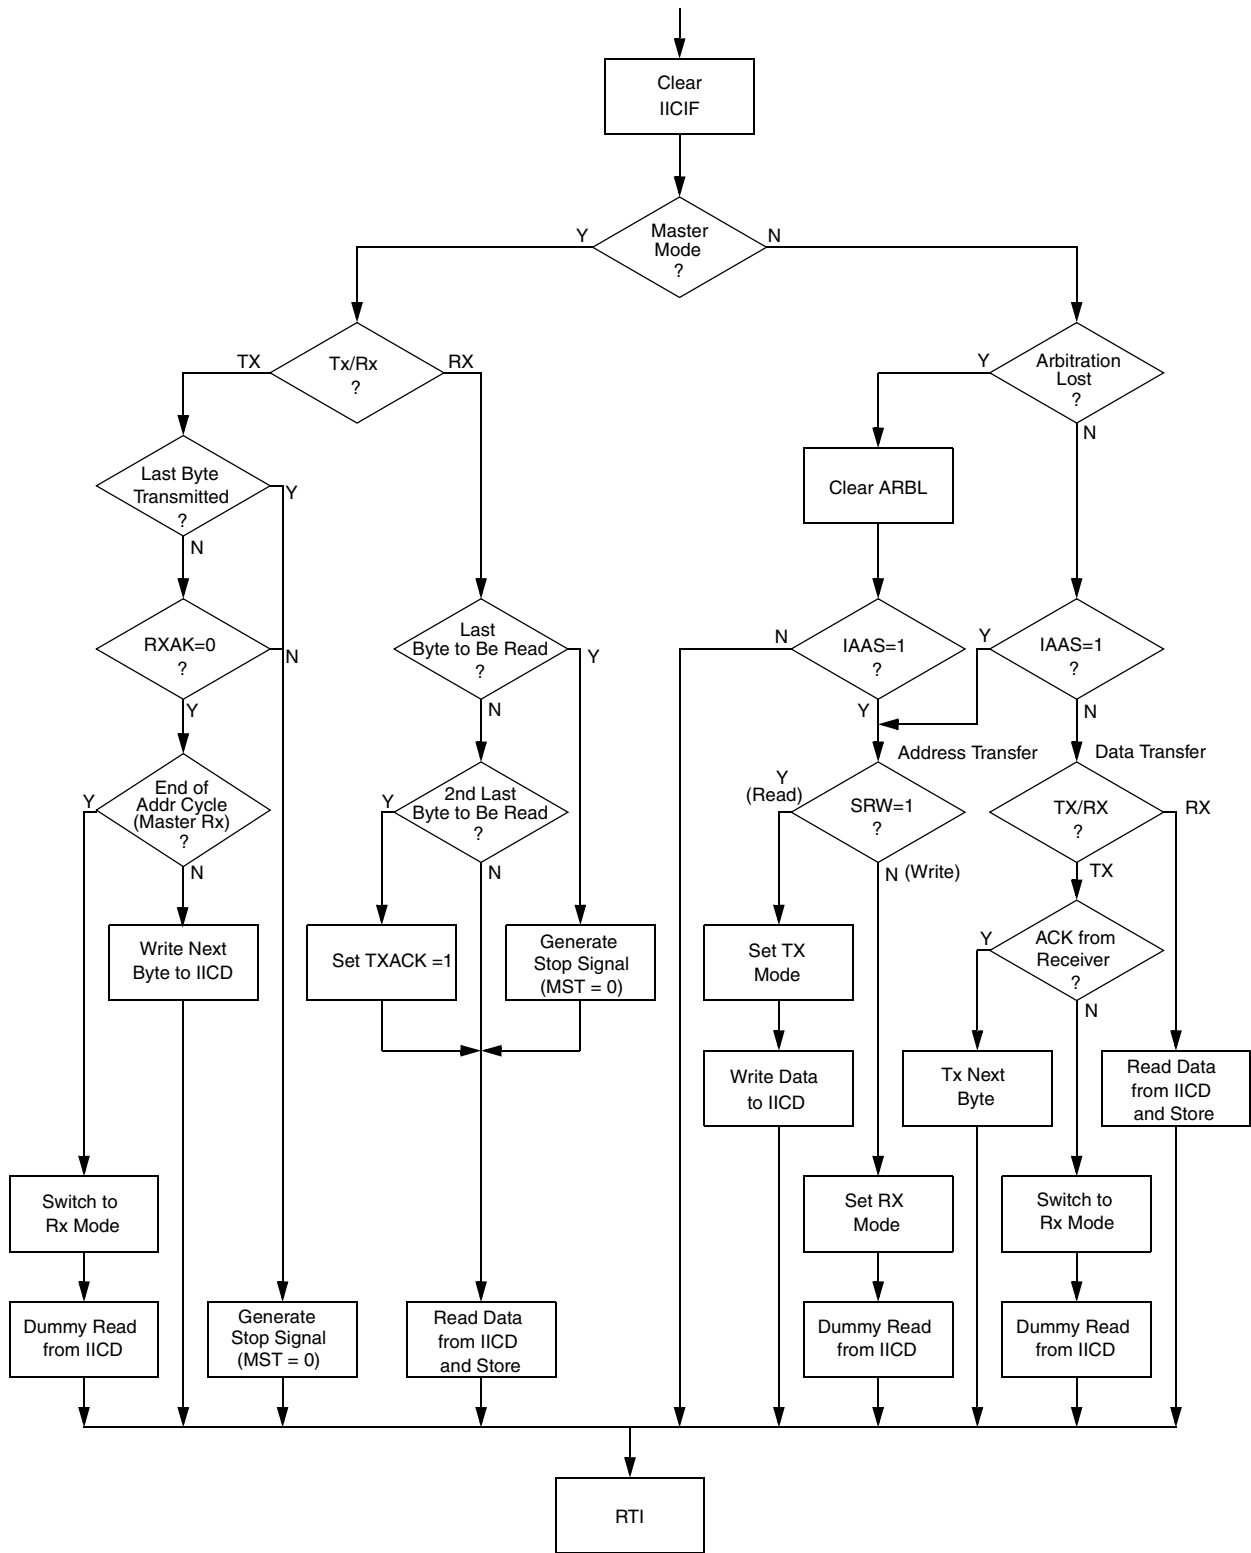 Clear
IICIF
Master
Mode
?
Y
N
Tx/Rx
?
TX
RX
Arbitration
Lost
?
Y
N
Last Byte
Transmitted
?
Y
N
Clear ARBL
RXAK=0
?
N
Y
Last
Byte to Be Read
?
Y
N
IAAS=1
?
N
Y
IAAS=1
?
Y
N
Address Transfer
Data Transfer
End of
Addr Cycle
(Master Rx)
?
Y
N
2nd Last
Byte to Be Read
?
Y
N
Y
(Read)
SRW=1
?
N (Write)
TX/RX
?
RX
TX
Write Next
Byte to IICD
Set TXACK =1
Generate
Stop Signal
(MST = 0)
Set TX
Mode
ACK from
Receiver
?
Y
N
Write Data
to IICD
Tx Next
Byte
Read Data
from IICD
and Store
Switch to
Rx Mode
Set RX
Mode
Switch to
Rx Mode
Dummy Read
from IICD
Generate
Stop Signal
(MST = 0)
Read Data
from IICD
and Store
Dummy Read
from IICD
Dummy Read
from IICD
RTI